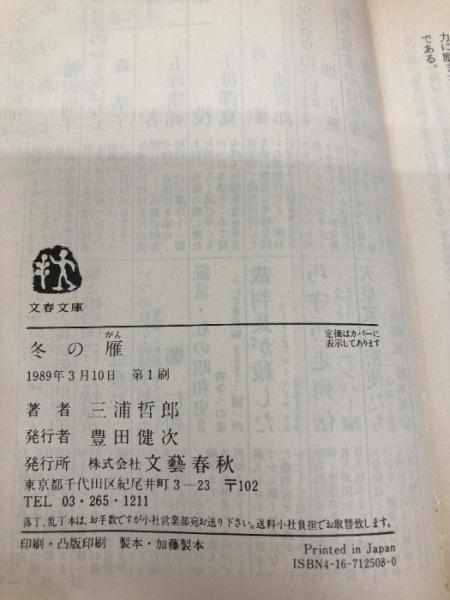 力に
である。
文春文庫
冬の雁
がん
定価はカバーに
表示してあります
1989年3月10日 第1刷
著者 三浦哲郎
発行者 豊田健次
発行所 株式会社 文藝春秋
東京都千代田区紀尾井町3―23 〒102
TEL 03・265・1211
落丁、乱丁本は、お手数ですが小社営業部宛お送り下さい。送料小社負担でお取替致します。
印刷・凸版印刷 製本・加藤製本
Printed in Japan
ISBN4-16-712508-0